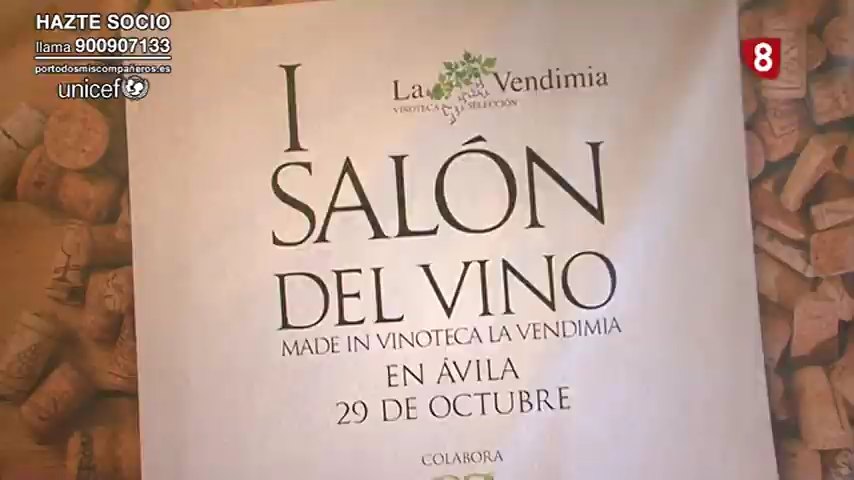 HAZTE SOCIO
llama 900907133
portodosmiscompañeros.es
unicef
8
La Vendimia
VINOTECA SELECCIÓN
I
SALÓN
DEL VINO
MADE IN VINOTECA LA VENDIMIA
EN ÁVILA
29 DE OCTUBRE
COLABORA